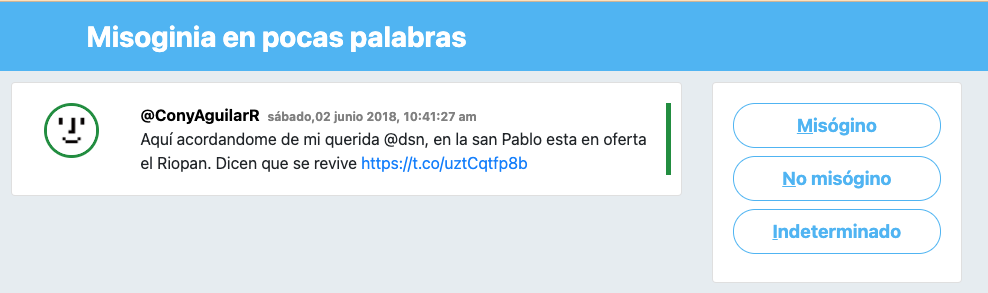 Misoginia en pocas palabras
@ConyAguilarR sábado,02 junio 2018, 10:41:27 am
Aquí acordandome de mi querida @dsn, en la san Pablo esta en oferta
el Riopan. Dicen que se revive https://t.co/uztCqtfp8b
Misógino
No misógino
Indeterminado